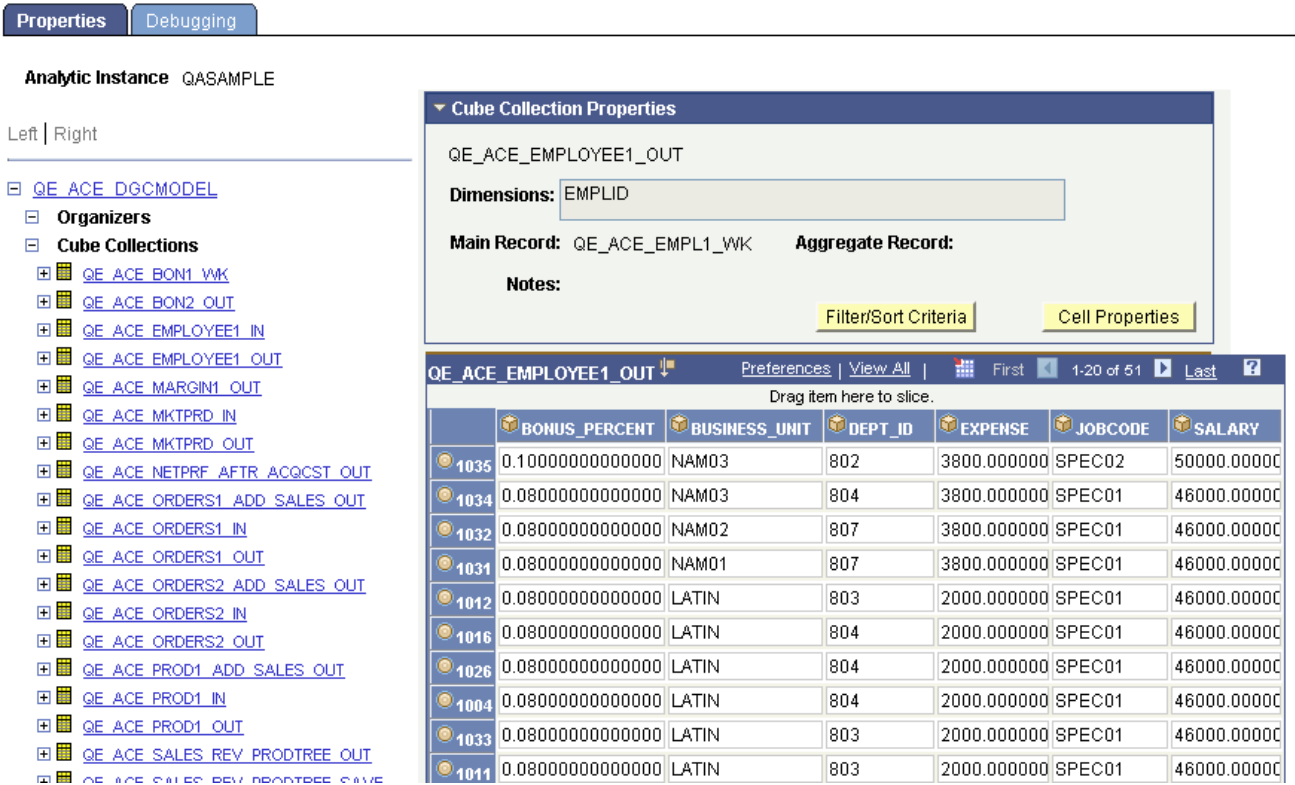 Properties Debugging
Analytic Instance QASAMPLE
Left | Right
QE_ACE_DGCMODEL
Organizers
Cube Collections
QE_ACE_BON1_WK
QE_ACE_BON2_OUT
QE_ACE_EMPLOYEE1_IN
QE_ACE_EMPLOYEE1_OUT
QE_ACE_MARGIN1_OUT
QE_ACE_MKTPRD_IN
QE_ACE_MKTPRD_OUT
QE_ACE_NETPRF_AFTR_ACQCST_OUT
QE_ACE_ORDERS1_ADD_SALES_OUT
QE_ACE_ORDERS1_IN
QE_ACE_ORDERS1_OUT
QE_ACE_ORDERS2_ADD_SALES_OUT
QE_ACE_ORDERS2_IN
QE_ACE_ORDERS2_OUT
QE_ACE_PROD1_ADD_SALES_OUT
QE_ACE_PROD1_IN
QE_ACE_PROD1_OUT
QE_ACE_SALES_REV_PRODTREE_OUT
QE_ACE_SALES_REV_PRODTREE_SAVE
Cube Collection Properties
QE_ACE_EMPLOYEE1_OUT
Dimensions: EMPLID
Main Record: QE_ACE_EMPL1_WK Aggregate Record:
Notes:
Filter/Sort Criteria Cell Properties
QE_ACE_EMPLOYEE1_OUT Preferences | View All | First 1-20 of 51 Last ?
Drag item here to slice.
BONUS_PERCENT BUSINESS_UNIT DEPT_ID EXPENSE JOBCODE SALARY
1035 0.10000000000000 NAM03 802 3800.000000 SPEC02 50000.00000
1034 0.08000000000000 NAM03 804 3800.000000 SPEC01 46000.00000
1032 0.08000000000000 NAM02 807 3800.000000 SPEC01 46000.00000
1031 0.08000000000000 NAM01 807 3800.000000 SPEC01 46000.00000
1012 0.08000000000000 LATIN 803 2000.000000 SPEC01 46000.00000
1016 0.08000000000000 LATIN 804 2000.000000 SPEC01 46000.00000
1026 0.08000000000000 LATIN 804 2000.000000 SPEC01 46000.00000
1004 0.08000000000000 LATIN 804 2000.000000 SPEC01 46000.00000
1033 0.08000000000000 LATIN 803 2000.000000 SPEC01 46000.00000
1011 0.08000000000000 LATIN 803 2000.000000 SPEC01 46000.00000